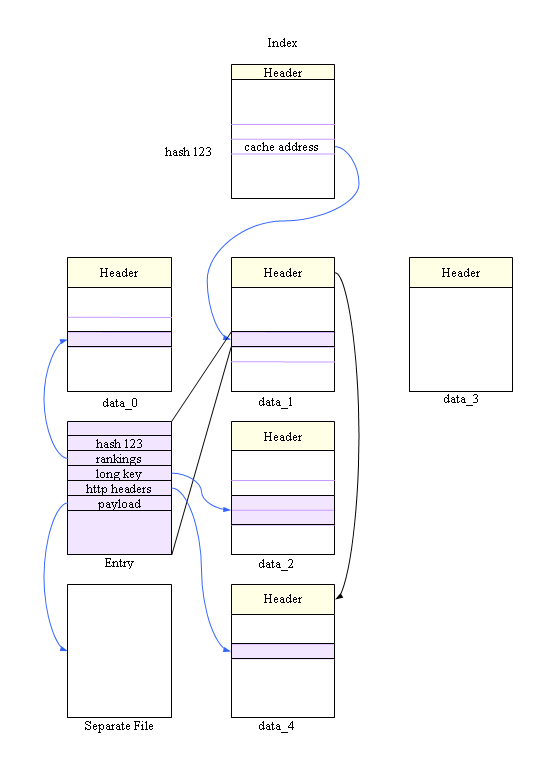 Index
Header
hash 123
cache address
Header
Header
Header
data_0
data_1
data_3
hash 123
rankings
long key
http headers
payload
Entry
Header
data_2
Header
Separate File
data_4